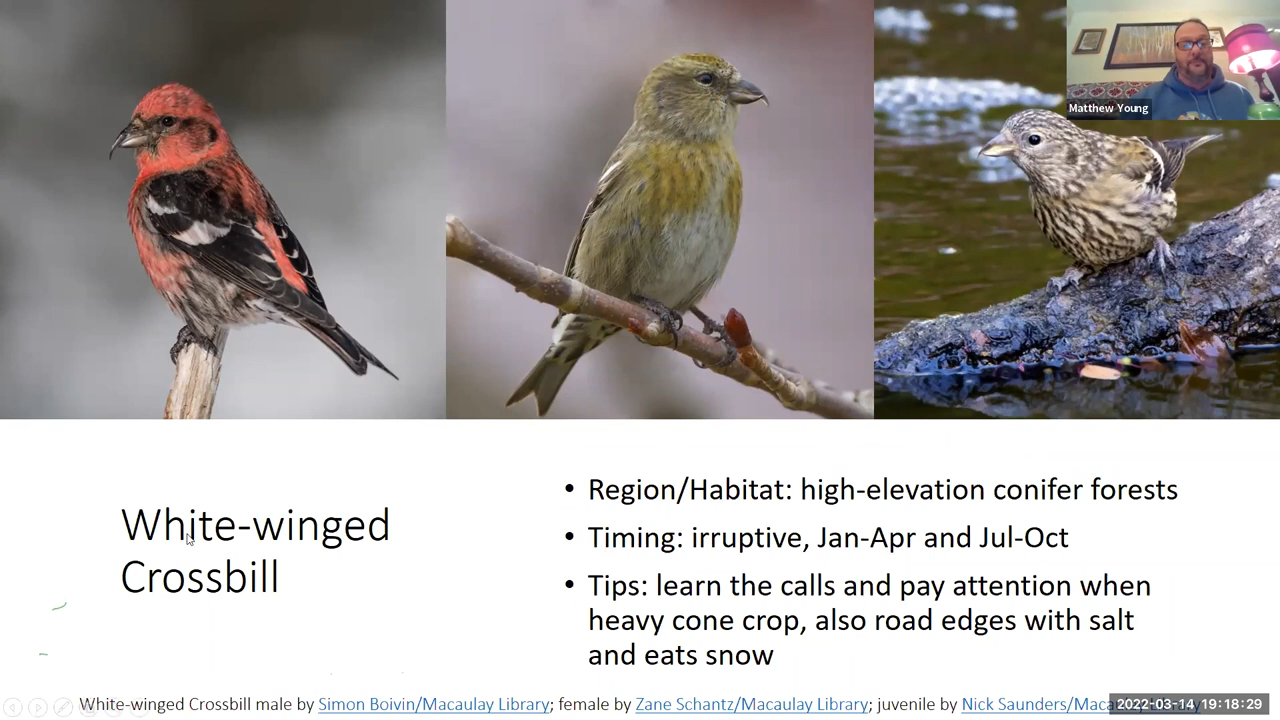 Matthew Young
White-winged
Crossbill
• Region/Habitat: high-elevation conifer forests
• Timing: irruptive, Jan-Apr and Jul-Oct
• Tips: learn the calls and pay attention when
heavy cone crop, also road edges with salt
and eats snow
White-winged Crossbill male by Simon Boivin/Macaulay Library; female by Zane Schantz/Macaulay Library; juvenile by Nick Saunders/Macaulay Library
2022-03-14 19:18:29